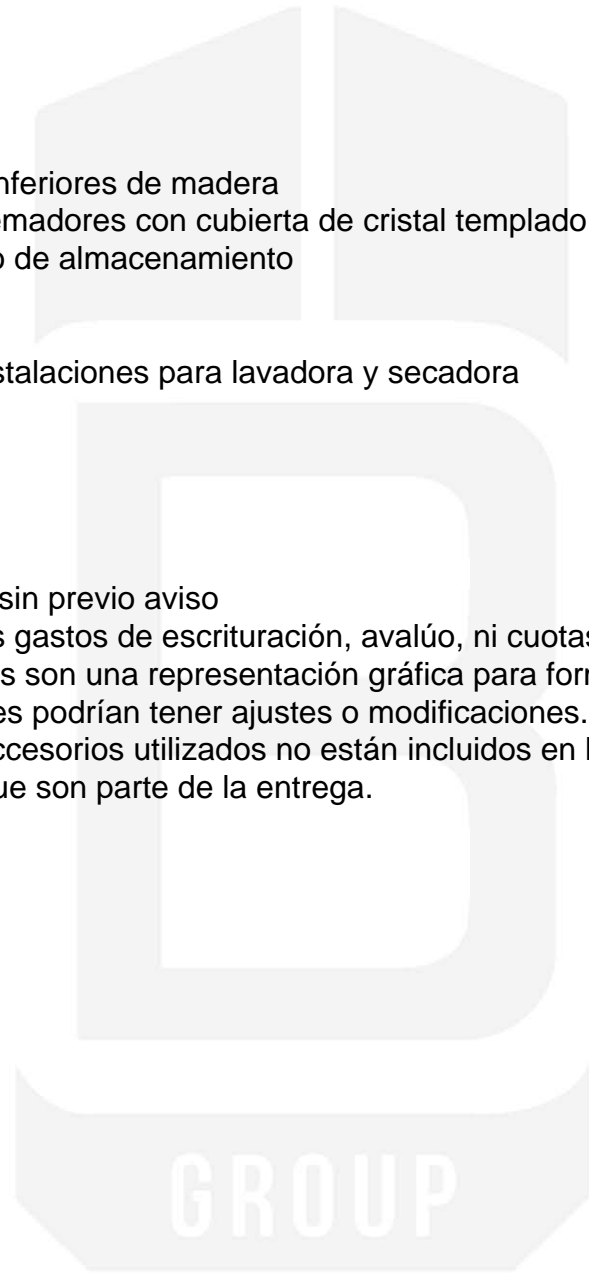 nferiores de madera
emadores con cubierta de cristal templado
o de almacenamiento
stalaciones para lavadora y secadora
sin previo aviso
s gastos de escrituración, avalúo, ni cuotas
s son una representación gráfica para for
es podrían tener ajustes o modificaciones.
ccesorios utilizados no están incluidos en l
ue son parte de la entrega.
GROUP